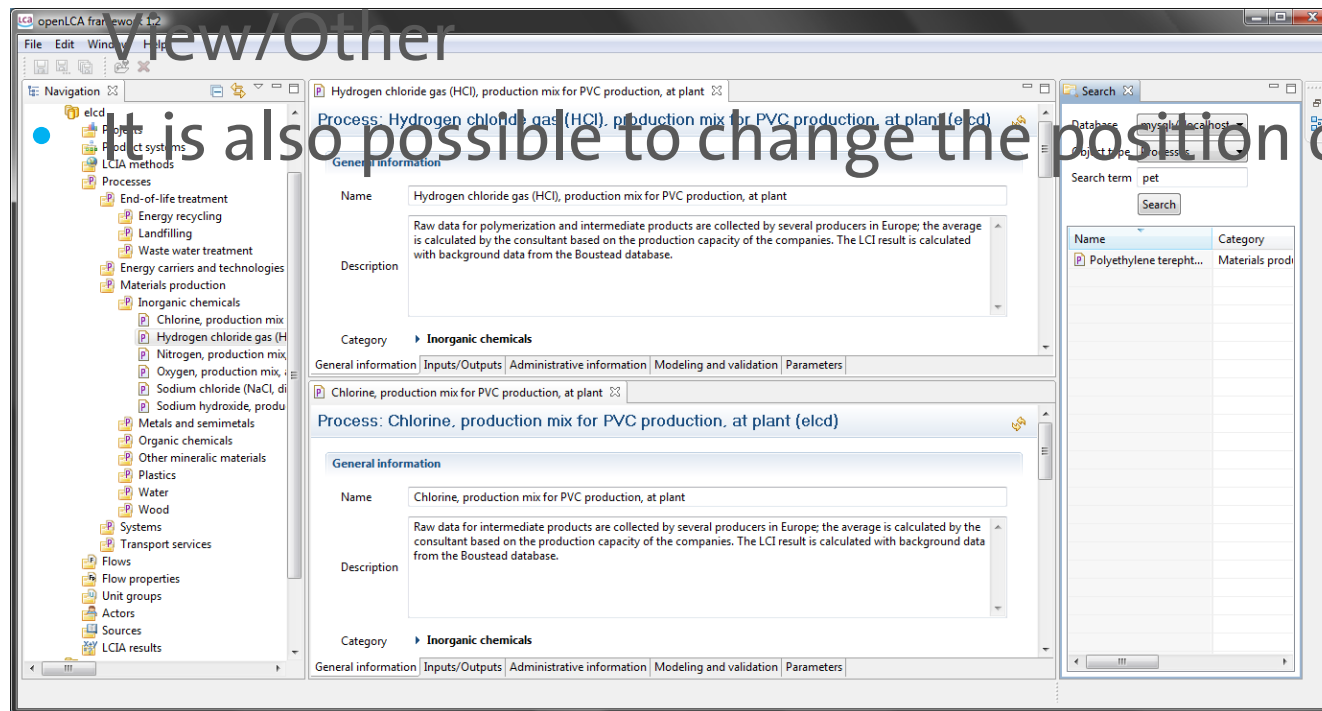 openLCA framework 1.2
View/Other
File Edit Window Help
Navigation
elcd
Projects
Product systems
LCIA methods
Processes
End-of-life treatment
Energy recycling
Landfilling
Waste water treatment
Energy carriers and technologies
Materials production
Inorganic chemicals
Chlorine, production mix
Hydrogen chloride gas (H
Nitrogen, production mix,
Oxygen, production mix, a
Sodium chloride (NaCl, di
Sodium hydroxide, produ
Metals and semimetals
Organic chemicals
Other mineralic materials
Plastics
Water
Wood
Systems
Transport services
Flows
Flow properties
Unit groups
Actors
Sources
LCIA results
• It is also possible to change the position o
Hydrogen chloride gas (HCl), production mix for PVC production, at plant
Process: Hydrogen chloride gas (HCl), production mix for PVC production, at plant (elcd)
General information
Name Hydrogen chloride gas (HCl), production mix for PVC production, at plant
Description
Raw data for polymerization and intermediate products are collected by several producers in Europe; the average
is calculated by the consultant based on the production capacity of the companies. The LCI result is calculated
with background data from the Boustead database.
Category Inorganic chemicals
General information Inputs/Outputs Administrative information Modeling and validation Parameters
Chlorine, production mix for PVC production, at plant
Process: Chlorine, production mix for PVC production, at plant (elcd)
General information
Name Chlorine, production mix for PVC production, at plant
Description
Raw data for intermediate products are collected by several producers in Europe; the average is calculated by the
consultant based on the production capacity of the companies. The LCI result is calculated with background data
from the Boustead database.
Category Inorganic chemicals
General information Inputs/Outputs Administrative information Modeling and validation Parameters
Search
Database mysql://localhost
Object type Processes
Search term pet
Search
Name Category
Polyethylene terepht... Materials produ